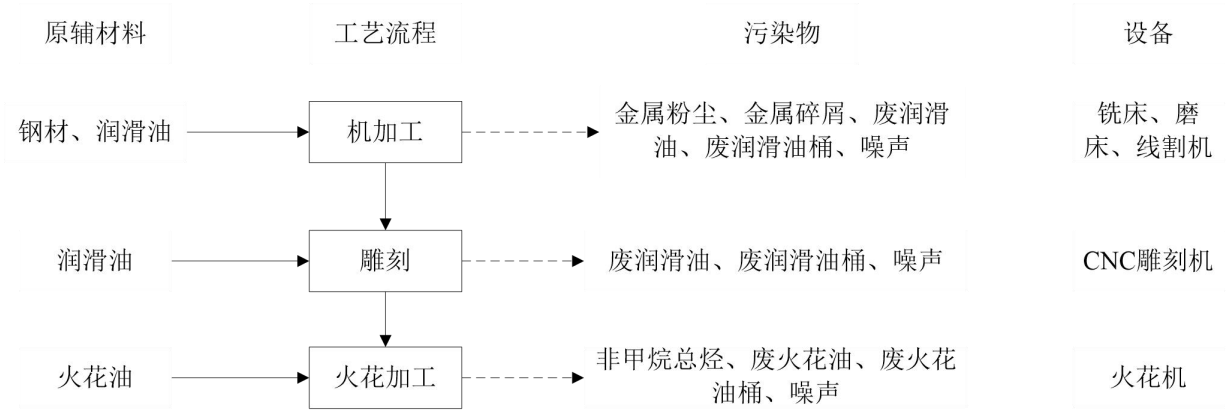 原辅材料 工艺流程 污染物 设备
钢材、润滑油 机加工 金属粉尘、金属碎屑、废润滑 铣床、磨
油、废润滑油桶、噪声 床、线割机
润滑油 雕刻 废润滑油、废润滑油桶、噪声 CNC雕刻机
火花油 火花加工 非甲烷总烃、废火花油、废火花 火花机
油桶、噪声